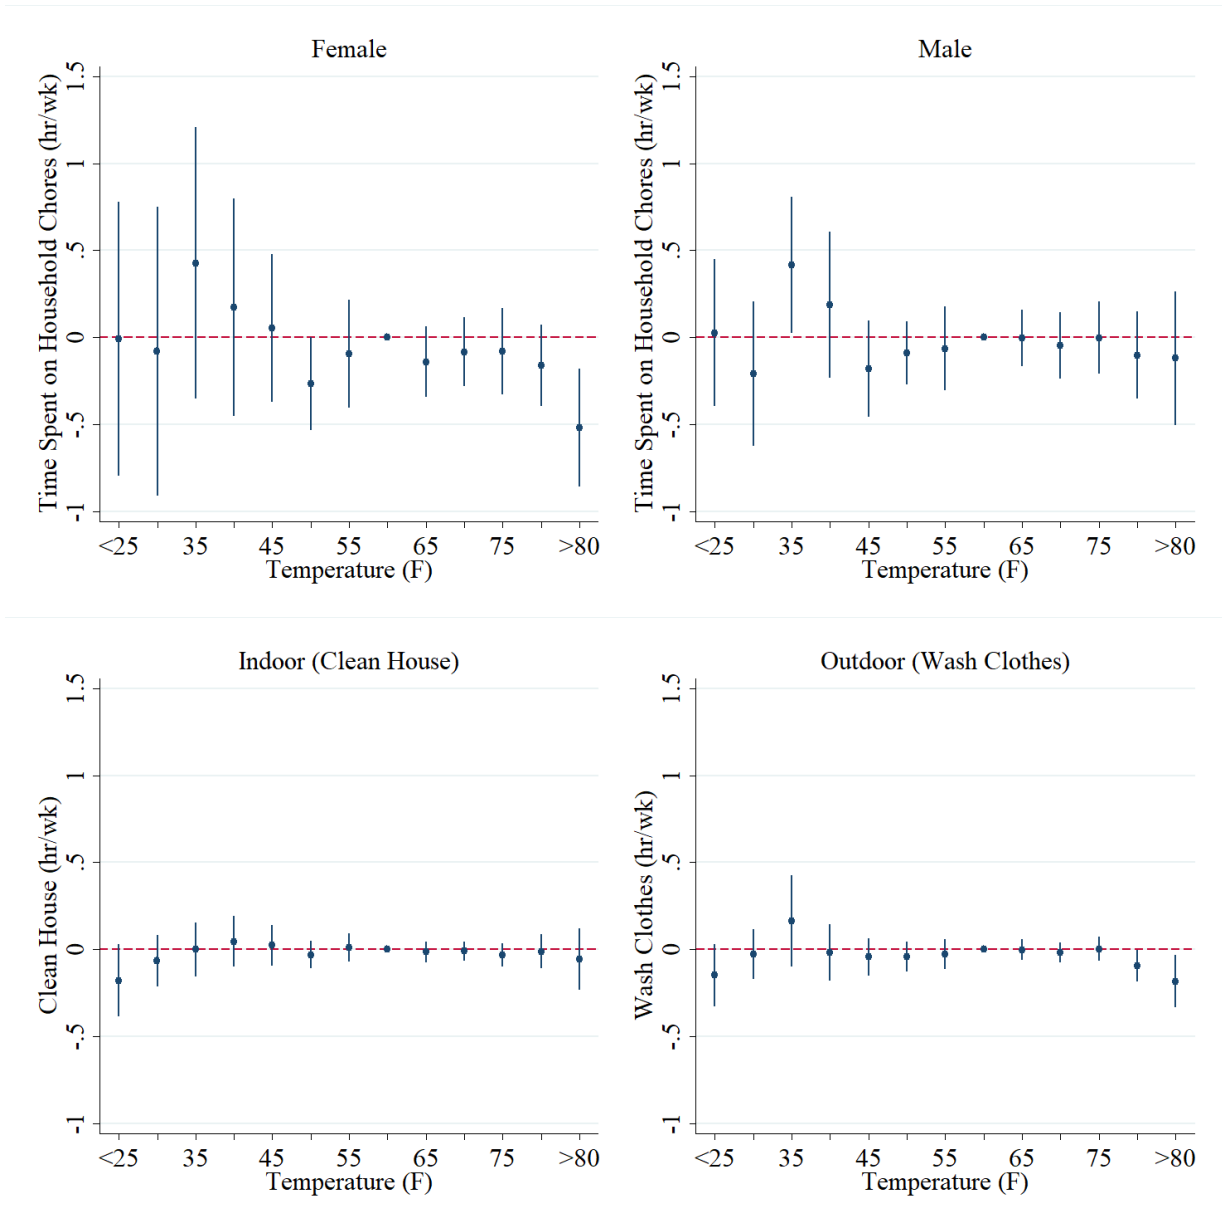 Female
Time Spent on Household Chores (hr/wk)
1.5
1
.5
0
-.5
-1
<25 35 45 55 65 75 >80
Temperature (F)
Male
Time Spent on Household Chores (hr/wk)
1.5
1
.5
0
-.5
-1
<25 35 45 55 65 75 >80
Temperature (F)
Indoor (Clean House)
Clean House (hr/wk)
1.5
1
.5
0
-.5
-1
<25 35 45 55 65 75 >80
Temperature (F)
Outdoor (Wash Clothes)
Wash Clothes (hr/wk)
1.5
1
.5
0
-.5
-1
<25 35 45 55 65 75 >80
Temperature (F)